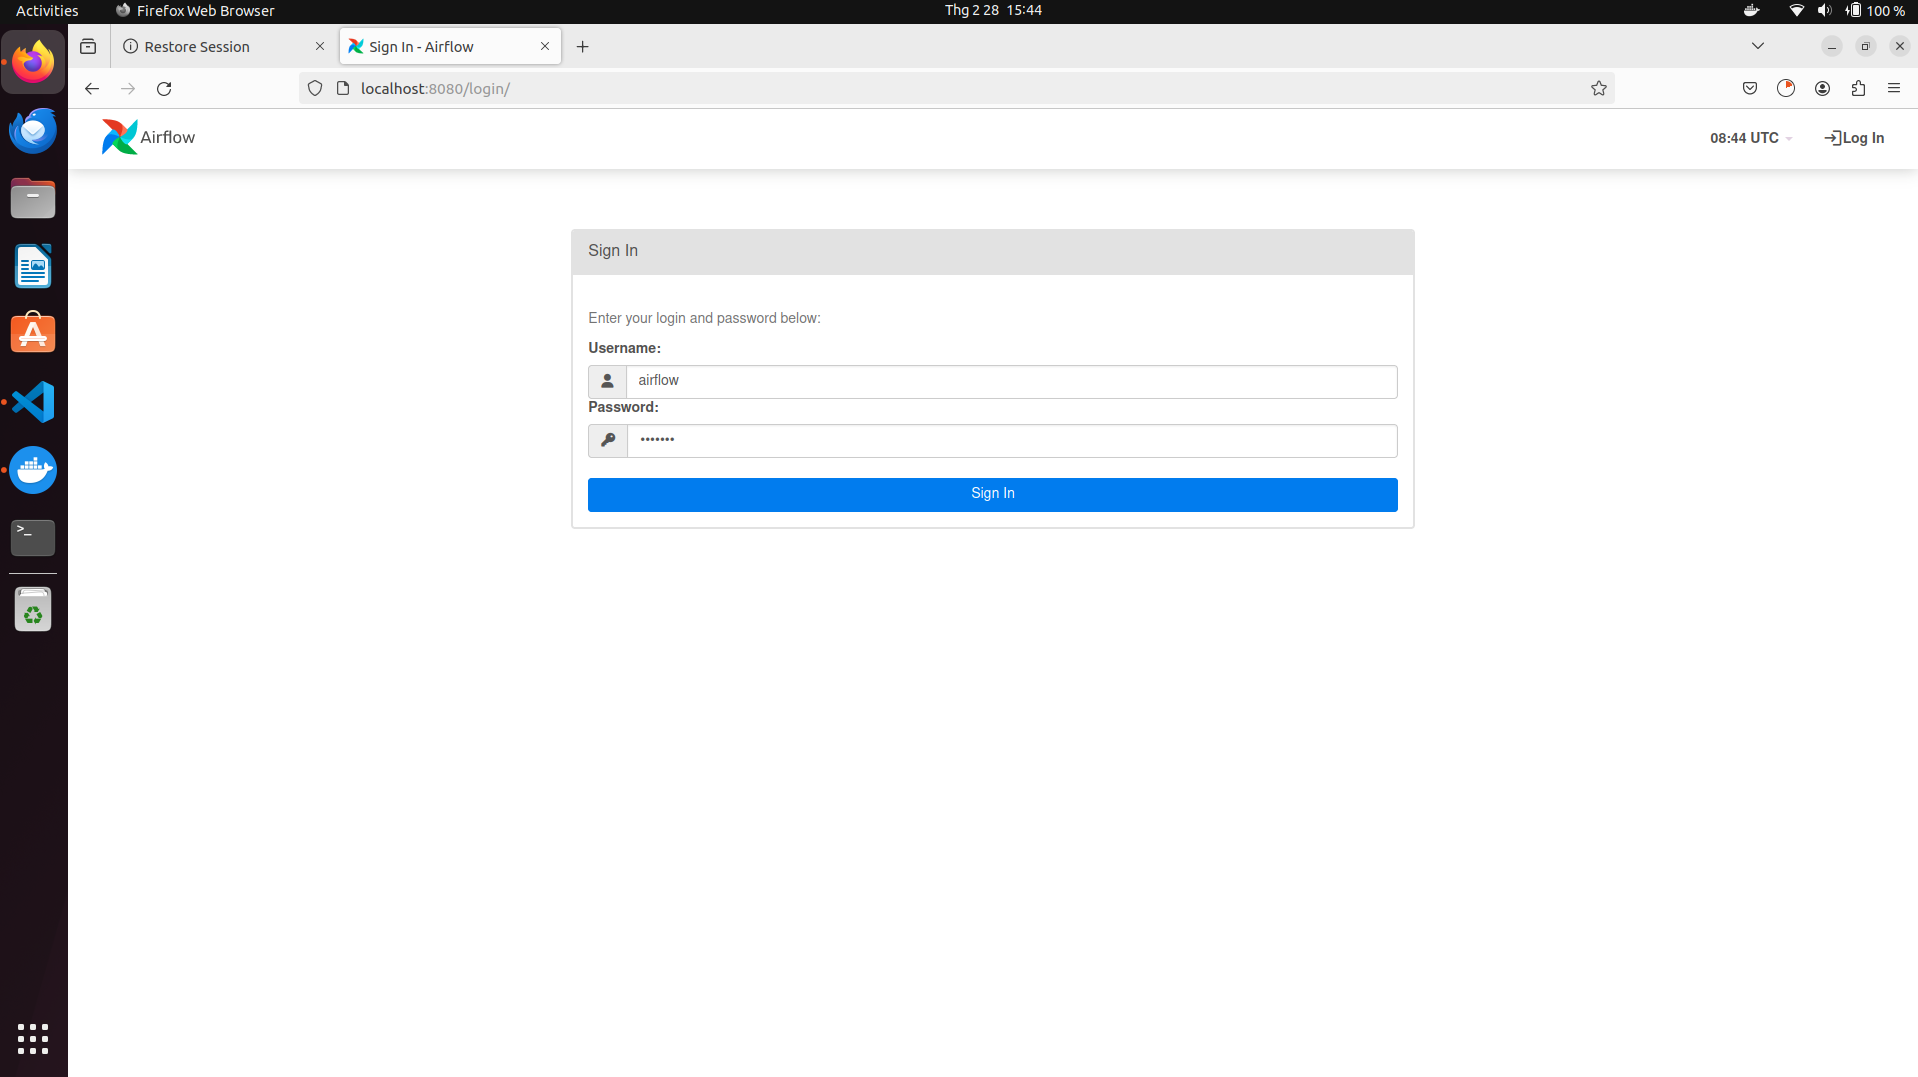 Activities Firefox Web Browser Thg 2 28 15:44 100 %
Restore Session Sign In - Airflow
localhost:8080/login/
Airflow 08:44 UTC Log In
Sign In
Enter your login and password below:
Username:
airflow
Password:
•••••••
Sign In
>_